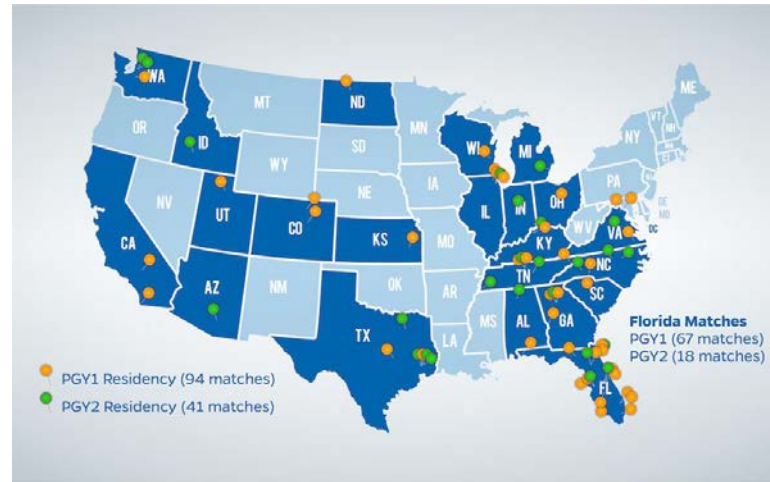 WA
MT
ND
MN
ME
OR
ID
SD
WI
MI
VT
NH
NY
WY
IA
PA
NV
NE
IL
IN
OH
DE
MD
UT
CO
KS
MO
KY
WV
VA
DC
CA
AZ
NM
OK
AR
TN
NC
SC
TX
LA
MS
AL
GA
FL
Florida Matches
PGY1 (67 matches)
PGY2 (18 matches)
PGY1 Residency (94 matches)
PGY2 Residency (41 matches)